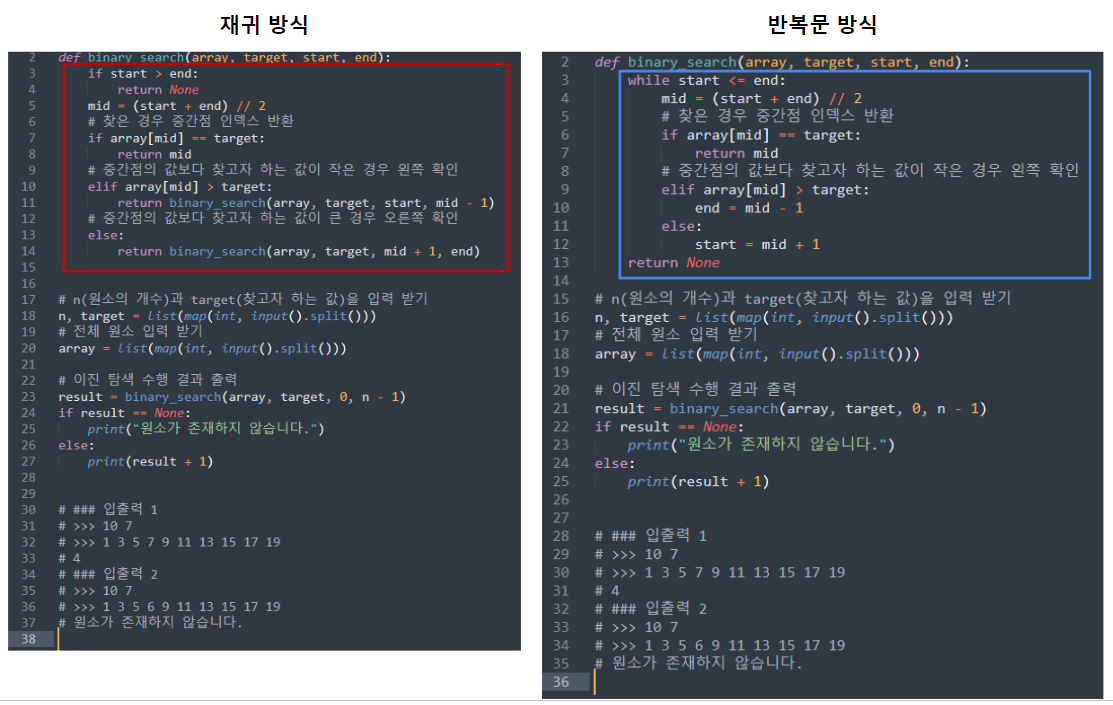 재귀 방식
2 def binary_search(array, target, start, end):
3 if start > end:
4 return None
5 mid = (start + end) // 2
6 # 찾은 경우 중간점 인덱스 반환
7 if array[mid] == target:
8 return mid
9 # 중간점의 값보다 찾고자 하는 값이 작은 경우 왼쪽 확인
10 elif array[mid] > target:
11 return binary_search(array, target, start, mid - 1)
12 # 중간점의 값보다 찾고자 하는 값이 큰 경우 오른쪽 확인
13 else:
14 return binary_search(array, target, mid + 1, end)
15
16
17 # n(원소의 개수)과 target(찾고자 하는 값)을 입력 받기
18 n, target = list(map(int, input().split()))
19 # 전체 원소 입력 받기
20 array = list(map(int, input().split()))
21
22 # 이진 탐색 수행 결과 출력
23 result = binary_search(array, target, 0, n - 1)
24 if result == None:
25 print("원소가 존재하지 않습니다.")
26 else:
27 print(result + 1)
28
29
30 # ### 입출력 1
31 # >>> 10 7
32 # >>> 1 3 5 7 9 11 13 15 17 19
33 # 4
34 # ### 입출력 2
35 # >>> 10 7
36 # >>> 1 3 5 6 9 11 13 15 17 19
37 # 원소가 존재하지 않습니다.
38
반복문 방식
2 def binary_search(array, target, start, end):
3 while start <= end:
4 mid = (start + end) // 2
5 # 찾은 경우 중간점 인덱스 반환
6 if array[mid] == target:
7 return mid
8 # 중간점의 값보다 찾고자 하는 값이 작은 경우 왼쪽 확인
9 elif array[mid] > target:
10 end = mid - 1
11 else:
12 start = mid + 1
13 return None
14
15 # n(원소의 개수)과 target(찾고자 하는 값)을 입력 받기
16 n, target = list(map(int, input().split()))
17 # 전체 원소 입력 받기
18 array = list(map(int, input().split()))
19
20 # 이진 탐색 수행 결과 출력
21 result = binary_search(array, target, 0, n - 1)
22 if result == None:
23 print("원소가 존재하지 않습니다.")
24 else:
25 print(result + 1)
26
27
28 # ### 입출력 1
29 # >>> 10 7
30 # >>> 1 3 5 7 9 11 13 15 17 19
31 # 4
32 # ### 입출력 2
33 # >>> 10 7
34 # >>> 1 3 5 6 9 11 13 15 17 19
35 # 원소가 존재하지 않습니다.
36